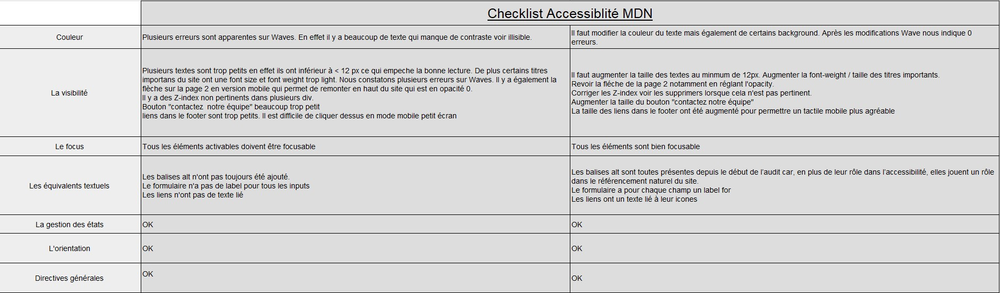 Checklist Accessiblité MDN
Couleur
Plusieurs erreurs sont apparentes sur Waves. En effet il y a beaucoup de texte qui manque de contraste voir illisible.
Il faut modifier la couleur du texte mais également de certains background. Après les modifications Wave nous indique 0
erreurs.
La visibilité
Plusieurs textes sont trop petits en effet ils ont inférieur à < 12 px ce qui empeche la bonne lecture. De plus certains titres
importans du site ont une font size et font weight trop light. Nous constatons plusieurs erreurs sur Waves. Il y a également la
flèche sur la page 2 en version mobile qui permet de remonter en haut du site qui est en opacité 0.
Il y a des Z-index non pertinents dans plusieurs div.
Bouton "contactez  notre équipe" beaucoup trop petit
liens dans le footer sont trop petits. Il est difficile de cliquer dessus en mode mobile petit écran
Il faut augmenter la taille des textes au minmum de 12px. Augmenter la font-weight / taille des titres importants.
Revoir la fléche de la page 2 notamment en réglant l'opacity.
Corriger les Z-index voir les supprimers lorsque cela n'est pas pertinent.
Augmenter la taille du bouton "contactez notre équipe"
La taille des liens dans le footer ont été augmenté pour permettre un tactile mobile plus agréable
Le focus
Tous les éléments activables doivent être focusable
Tous les éléments sont bien focusable
Les équivalents textuels
Les balises alt n'ont pas toujours été ajouté.
Le formulaire n'a pas de label pour tous les inputs
Les liens n'ont pas de texte lié
Les balises alt sont toutes présentes depuis le début de l'audit car, en plus de leur rôle dans l'accessibilité, elles jouent un rôle
dans le référencement naturel du site.
Le formulaire a pour chaque champ un label for
Les liens ont un texte lié à leur icones
La gestion des états
OK
OK
L'orientation
OK
OK
Directives générales
OK
OK